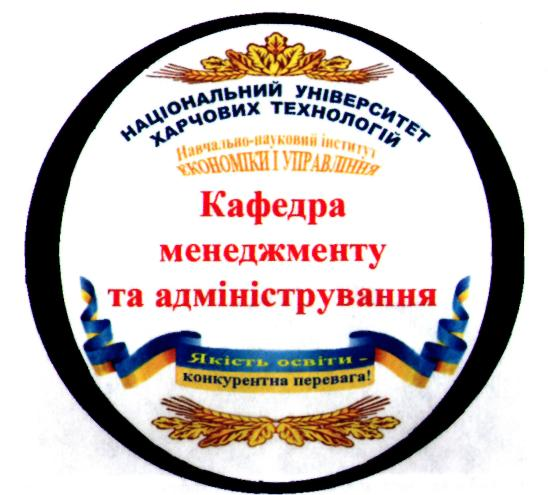 НАЦІОНАЛЬНИЙ УНІВЕРСИТЕТ
ХАРЧОВИХ ТЕХНОЛОГІЙ
Навчально-науковий інститут
ЕКОНОМІКИ І УПРАВЛІННЯ
Кафедра
менеджменту
та адміністрування
Якість освіти -
конкурентна перевага!